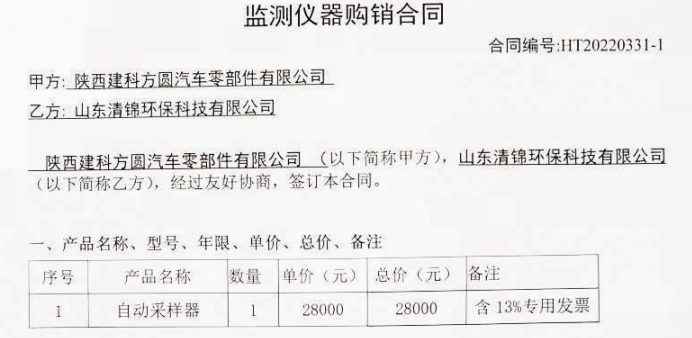 监测仪器购销合同
合同编号:HT20220331-1
甲方: 陕西建科方圆汽车零部件有限公司
乙方: 山东清锦环保科技有限公司
陕西建科方圆汽车零部件有限公司 （以下简称甲方），山东清锦环保科技有限公司
（以下简称乙方），经过友好协商，签订本合同。
一、产品名称、型号、年限、单价、总价、备注
序号 产品名称 数量 单价（元） 总价（元） 备注
1 自动采样器 1 28000 28000 含 13%专用发票